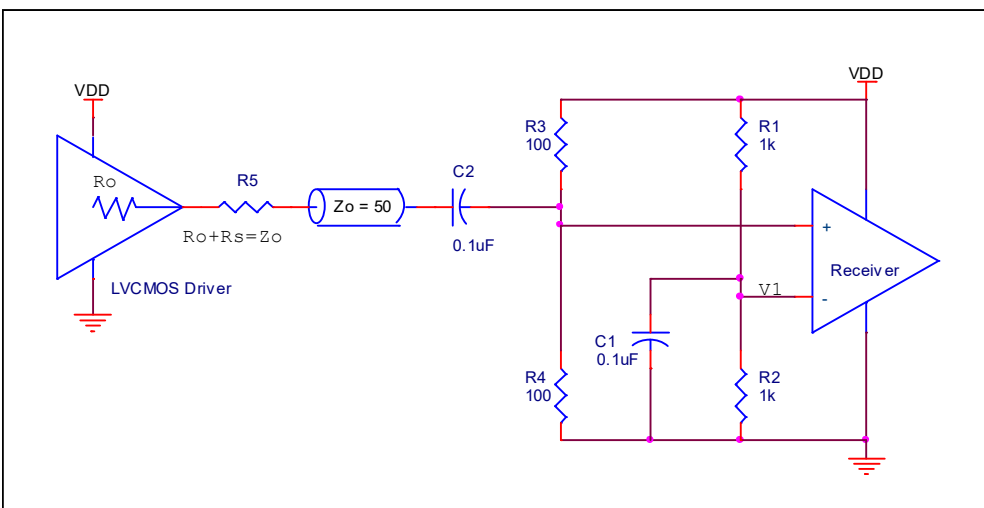 VDD
VDD
R3
100
R1
1k
C2
Ro
R5
Zo = 50
0.1uF
+
Ro+Rs=Zo
Receiver
LVCMOS Driver
V1
-
C1
0.1uF
R4
100
R2
1k